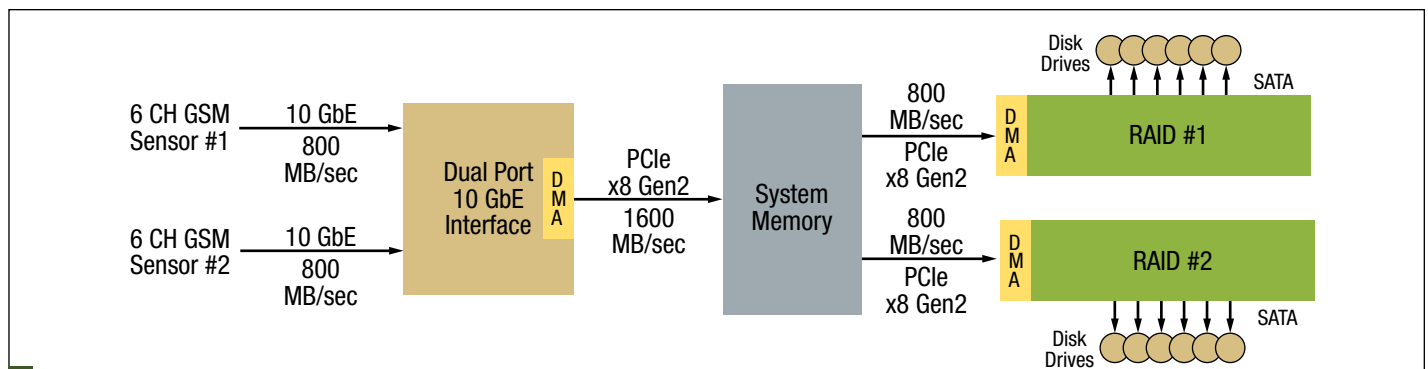 6 CH GSM
Sensor #1
10 GbE
800
MB/sec
6 CH GSM
Sensor #2
10 GbE
800
MB/sec
Dual Port
10 GbE
Interface
D
M
A
PCIe
x8 Gen2
1600
MB/sec
System
Memory
800
MB/sec
PCIe
x8 Gen2
800
MB/sec
PCIe
x8 Gen2
Disk
Drives
SATA
D
M
A
RAID #1
D
M
A
RAID #2
SATA
Disk
Drives